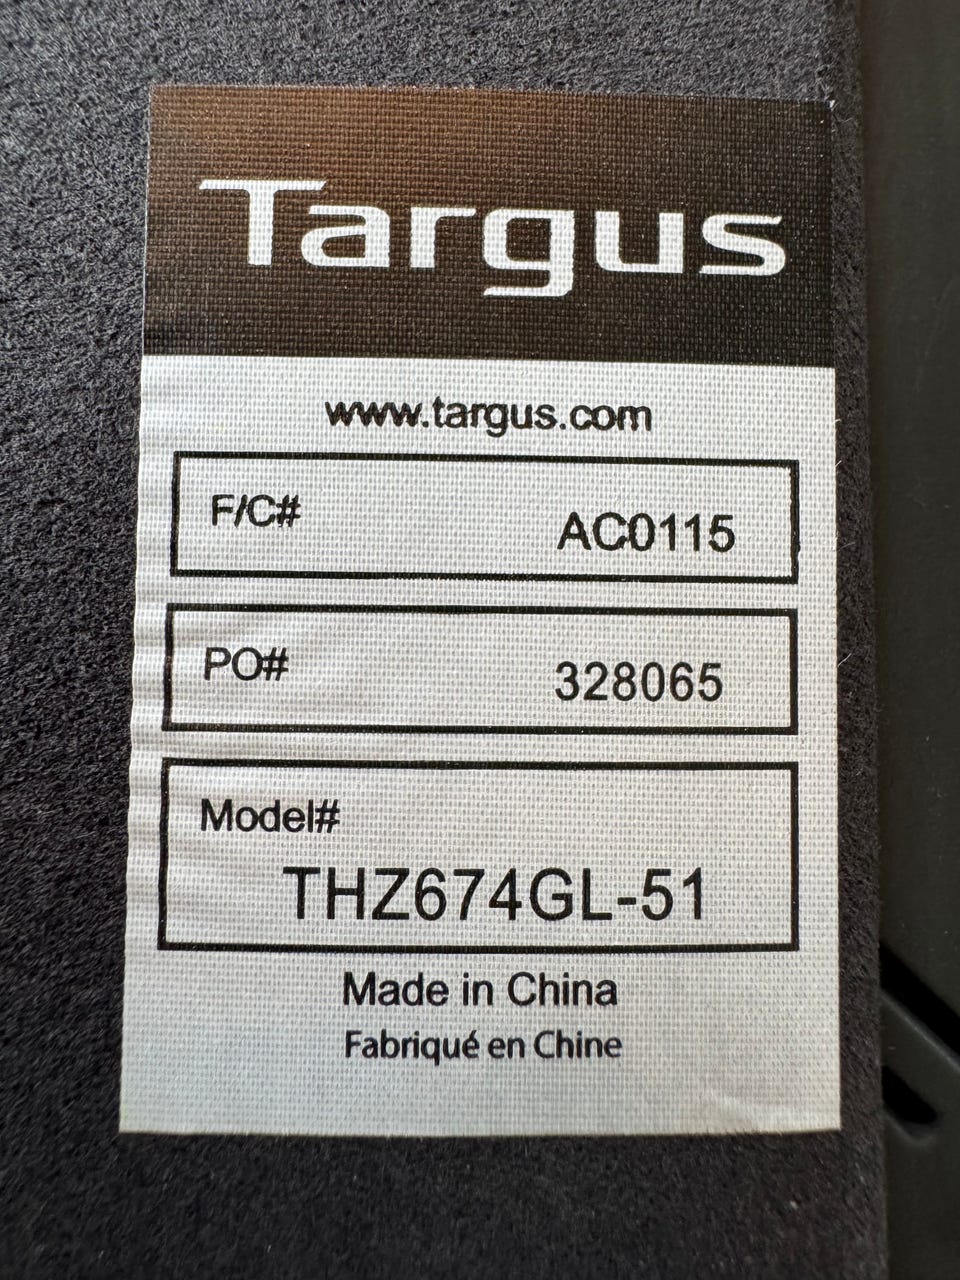 Targus
www.targus.com
F/C# AC0115
PO# 328065
Model#
THZ674GL-51
Made in China
Fabriqué en Chine